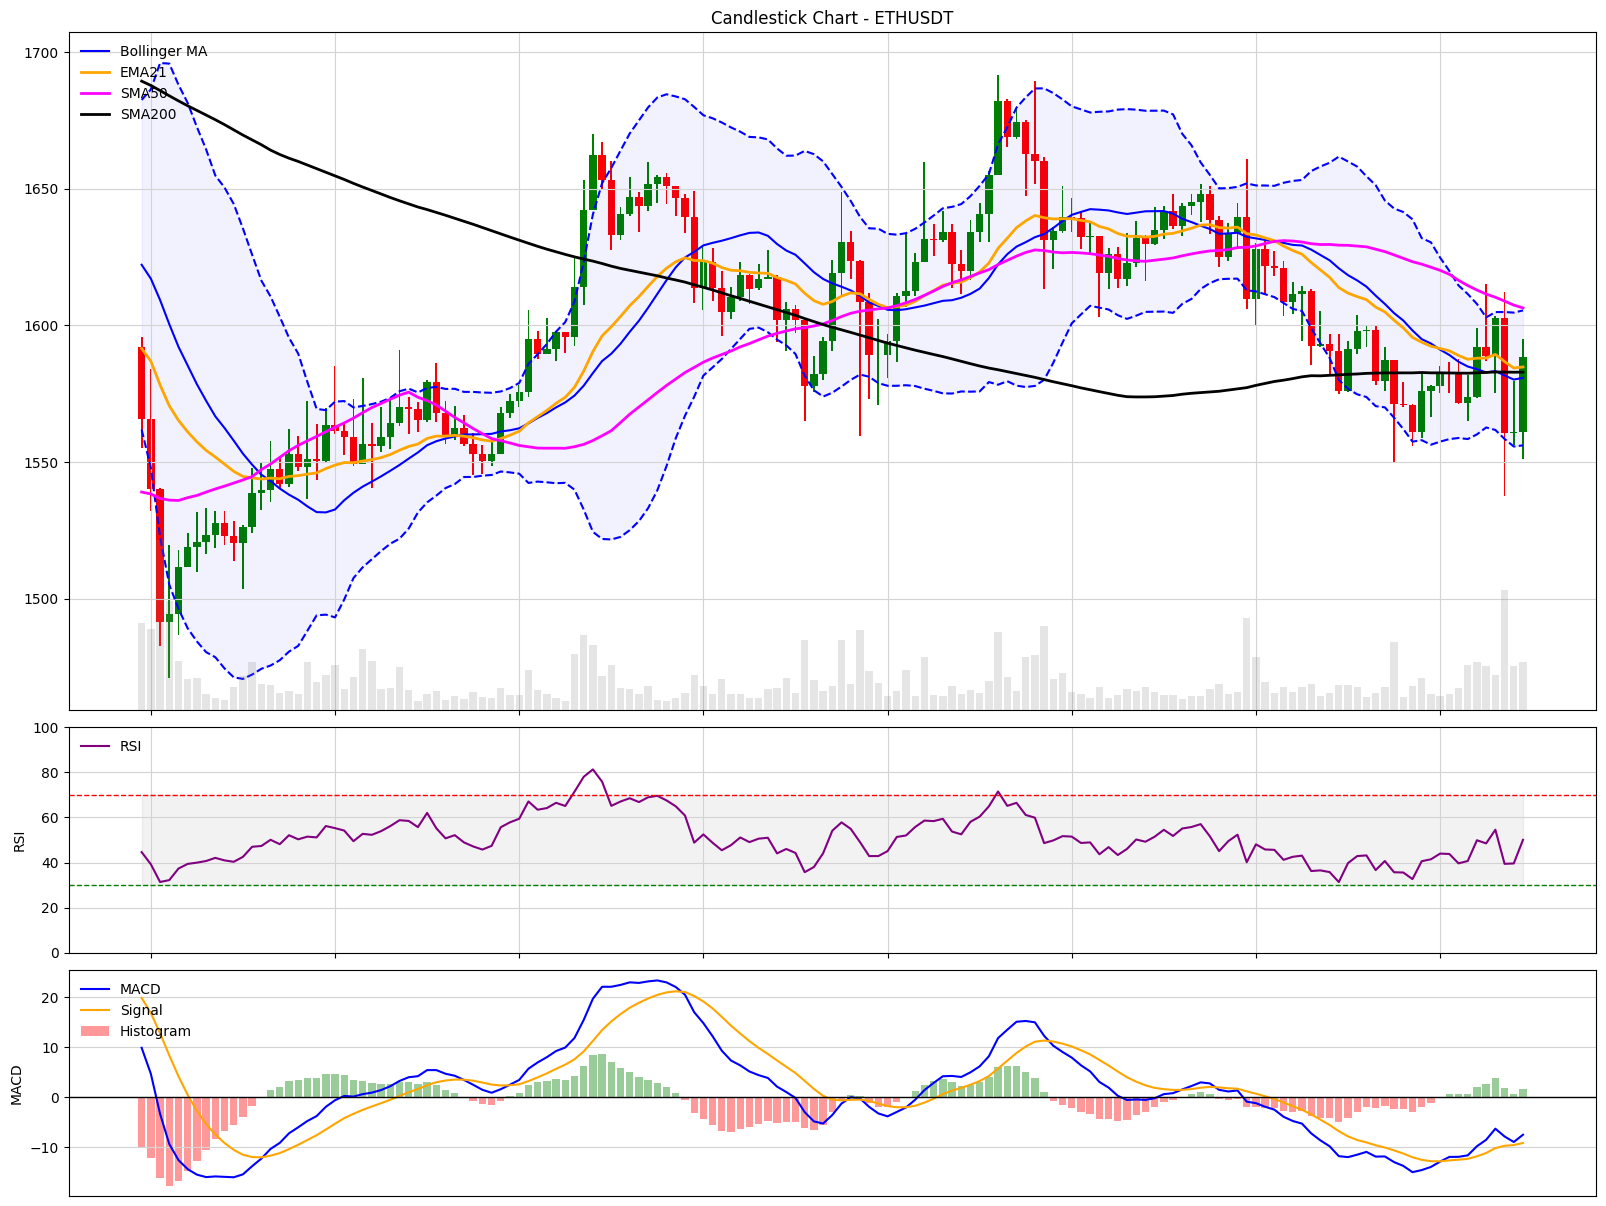 Candlestick Chart - ETHUSDT
1700
1650
1600
1550
1500
Bollinger MA
EMA21
SMA50
SMA200
100
80
60
40
20
0
RSI
RSI
20
10
0
−10
MACD
MACD
Signal
Histogram